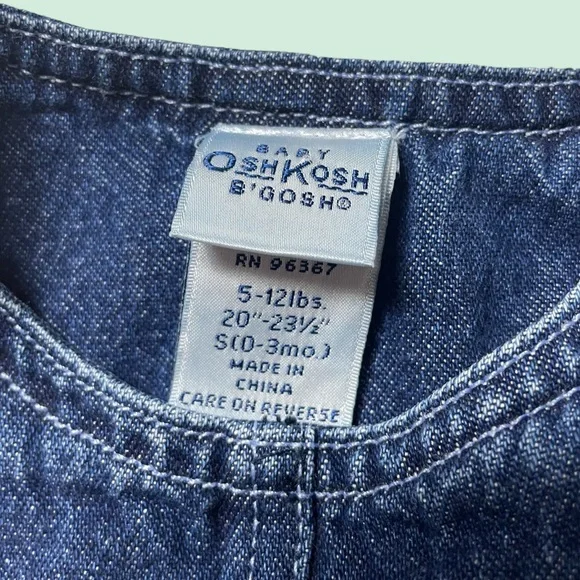 BABY
OSHKOSH
B'GOSH®
RN 96367
5-12lbs.
20"-23½"
S(0-3mo.)
MADE IN
CHINA
CARE ON REVERSE